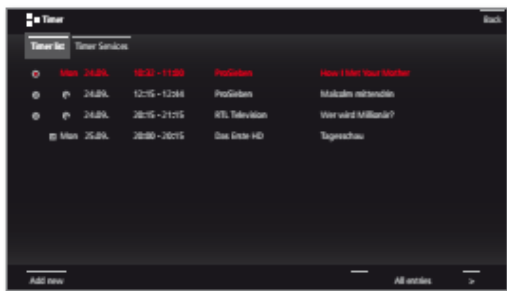 Timer Back
Timer list Timer Services
Mon 24.09. 10:32 - 11:00 ProSieben How I Met Your Mother
24.09. 12:15 - 12:44 ProSieben Malcolm mittendrin
24.09. 20:15 - 21:15 RTL Television Wer wird Millionär?
Mon 25.09. 20:00 - 20:15 Das Erste HD Tagesschau
Add new All entries >